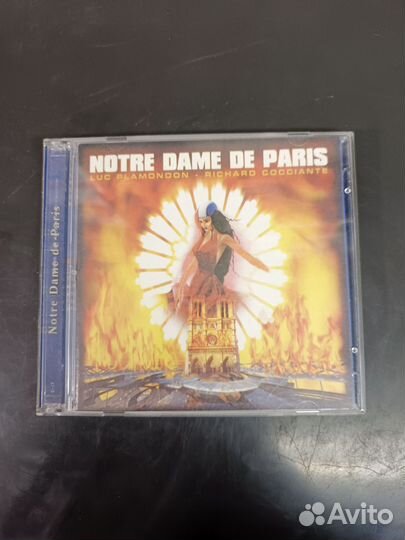 NOTRE DAME DE PARIS
LUC PLAMONDON - RICHARD COCCIANTE
Notre Dame de Paris
Avito